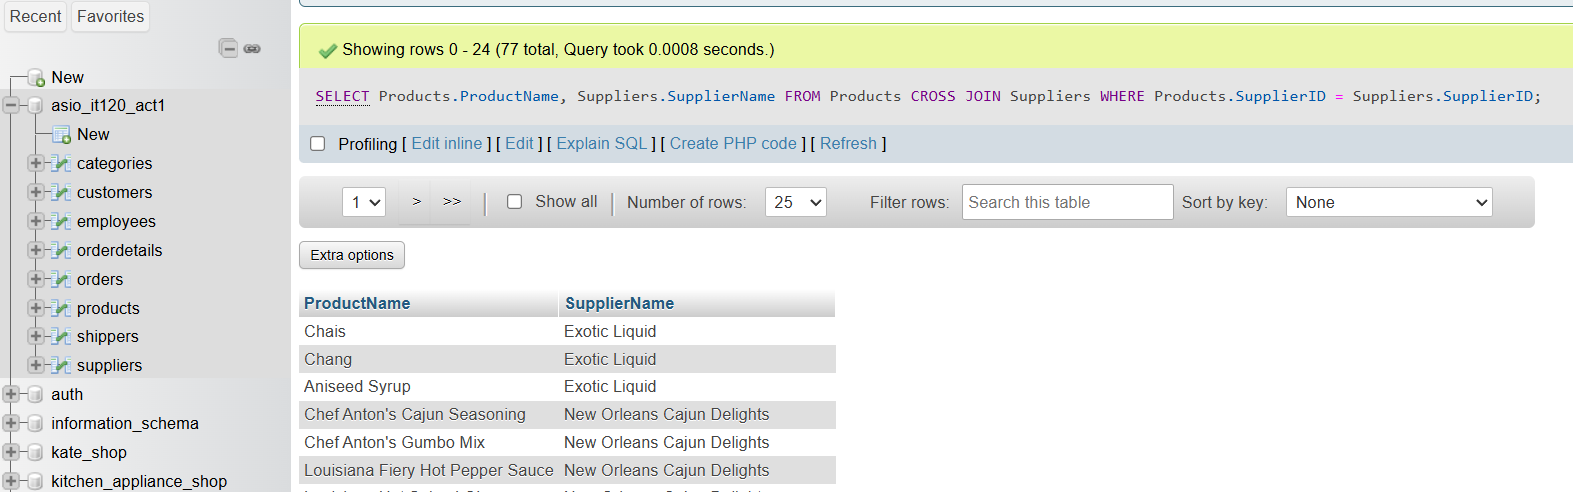 Recent Favorites
New
asio_it120_act1
New
categories
customers
employees
orderdetails
orders
products
shippers
suppliers
auth
information_schema
kate_shop
kitchen_appliance_shop
Showing rows 0 - 24 (77 total, Query took 0.0008 seconds.)
SELECT Products.ProductName, Suppliers.SupplierName FROM Products CROSS JOIN Suppliers WHERE Products.SupplierID = Suppliers.SupplierID;
Profiling [ Edit inline ] [ Edit ] [ Explain SQL ] [ Create PHP code ] [ Refresh ]
1 > >> Show all Number of rows: 25 Filter rows: Search this table Sort by key: None
Extra options
ProductName SupplierName
Chais Exotic Liquid
Chang Exotic Liquid
Aniseed Syrup Exotic Liquid
Chef Anton's Cajun Seasoning New Orleans Cajun Delights
Chef Anton's Gumbo Mix New Orleans Cajun Delights
Louisiana Fiery Hot Pepper Sauce New Orleans Cajun Delights